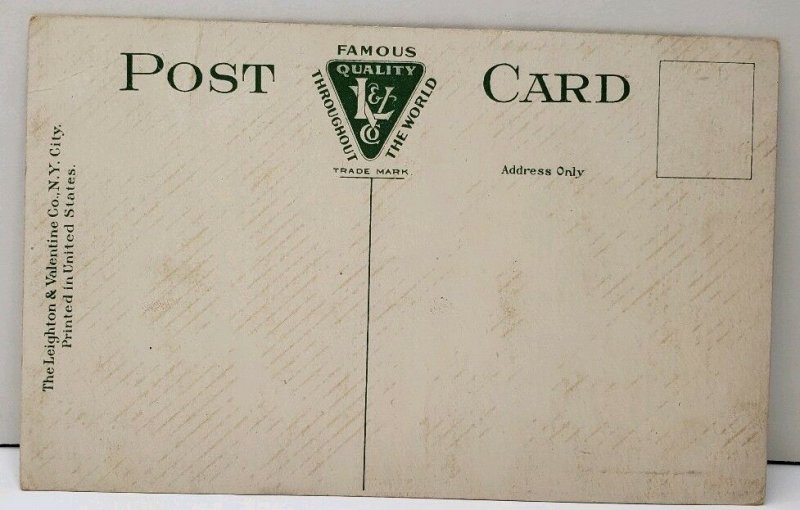 POST CARD
FAMOUS
QUALITY
L&V
Co
THROUGHOUT
THE WORLD
TRADE MARK.
Address Only
The Leighton & Valentine Co., N.Y. City.
Printed in United States.